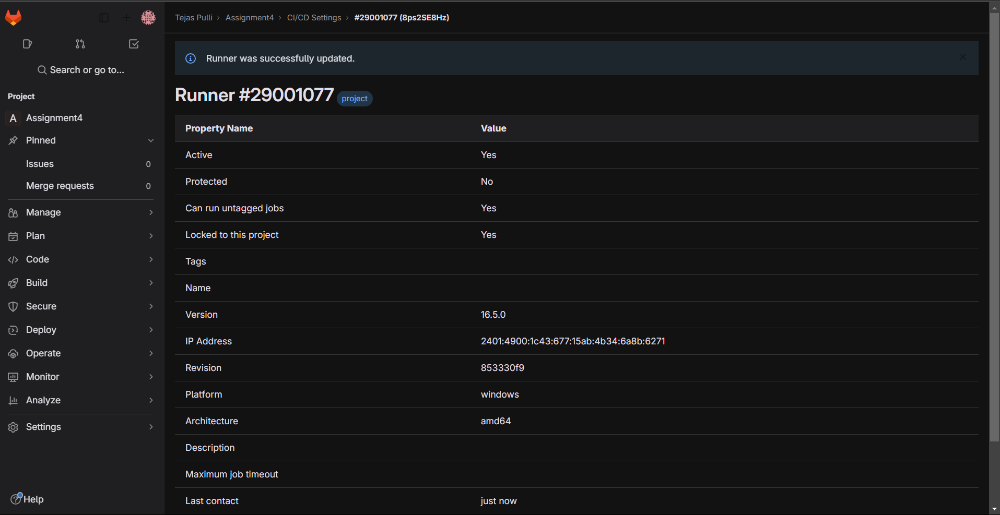 Tejas Pulli › Assignment4 › CI/CD Settings › #29001077 (8ps2SE8Hz)
Search or go to...
Project
A Assignment4
Pinned
Issues 0
Merge requests 0
Manage
Plan
Code
Build
Secure
Deploy
Operate
Monitor
Analyze
Settings
Help
Runner was successfully updated.
Runner #29001077 project
Property Name Value
Active Yes
Protected No
Can run untagged jobs Yes
Locked to this project Yes
Tags
Name
Version 16.5.0
IP Address 2401:4900:1c43:677:15ab:4b34:6a8b:6271
Revision 853330f9
Platform windows
Architecture amd64
Description
Maximum job timeout
Last contact just now